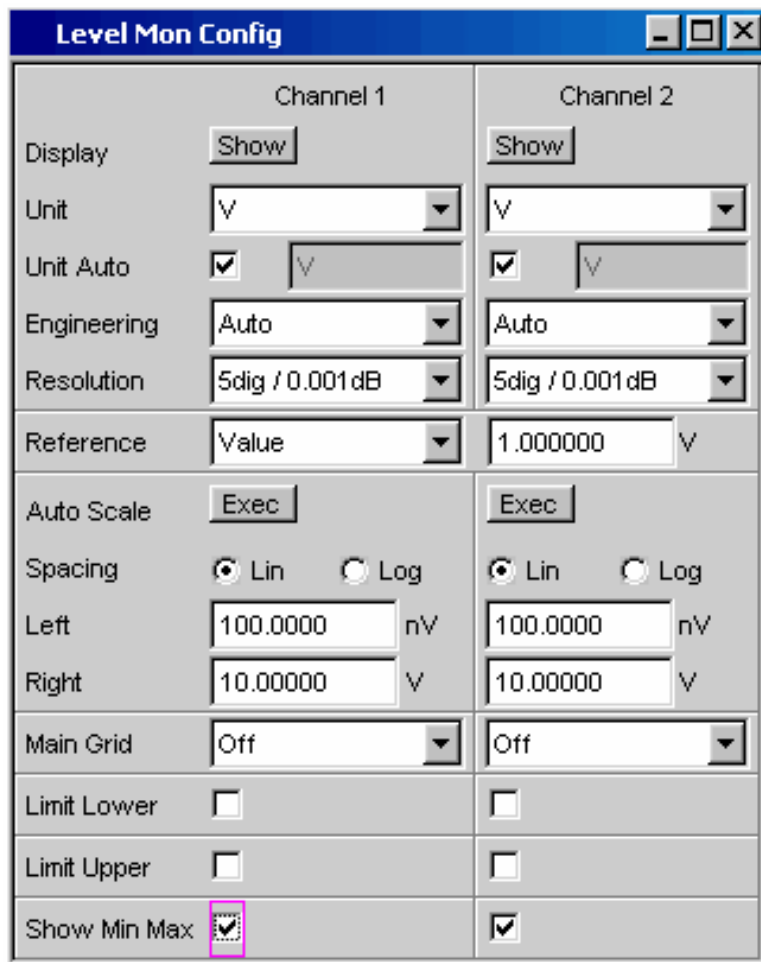 Level Mon Config
Channel 1 Channel 2
Display Show Show
Unit V V
Unit Auto V V
Engineering Auto Auto
Resolution 5dig / 0.001dB 5dig / 0.001dB
Reference Value 1.000000 V
Auto Scale Exec Exec
Spacing Lin Log Lin Log
Left 100.0000 nV 100.0000 nV
Right 10.00000 V 10.00000 V
Main Grid Off Off
Limit Lower
Limit Upper
Show Min Max